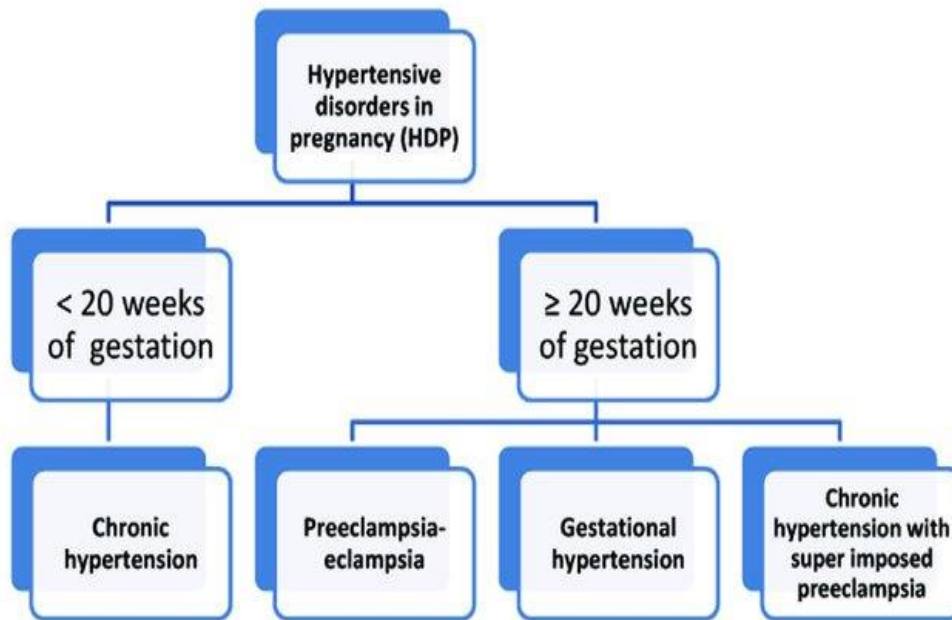 Hypertensive
disorders in
pregnancy (HDP)
< 20 weeks
of gestation
≥ 20 weeks
of gestation
Chronic
hypertension
Preeclampsia-
eclampsia
Gestational
hypertension
Chronic
hypertension with
super imposed
preeclampsia